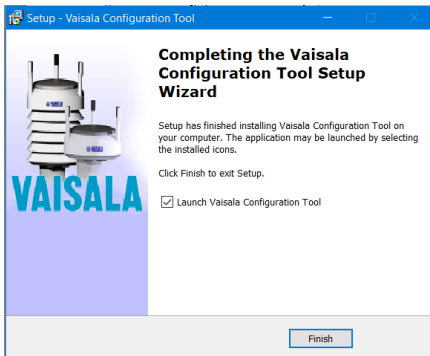 Setup - Vaisala Configuration Tool
Completing the Vaisala
Configuration Tool Setup
Wizard
Setup has finished installing Vaisala Configuration Tool on
your computer. The application may be launched by selecting
the installed icons.
Click Finish to exit Setup.
Launch Vaisala Configuration Tool
VAISALA
VAISALA
VAISALA
Finish